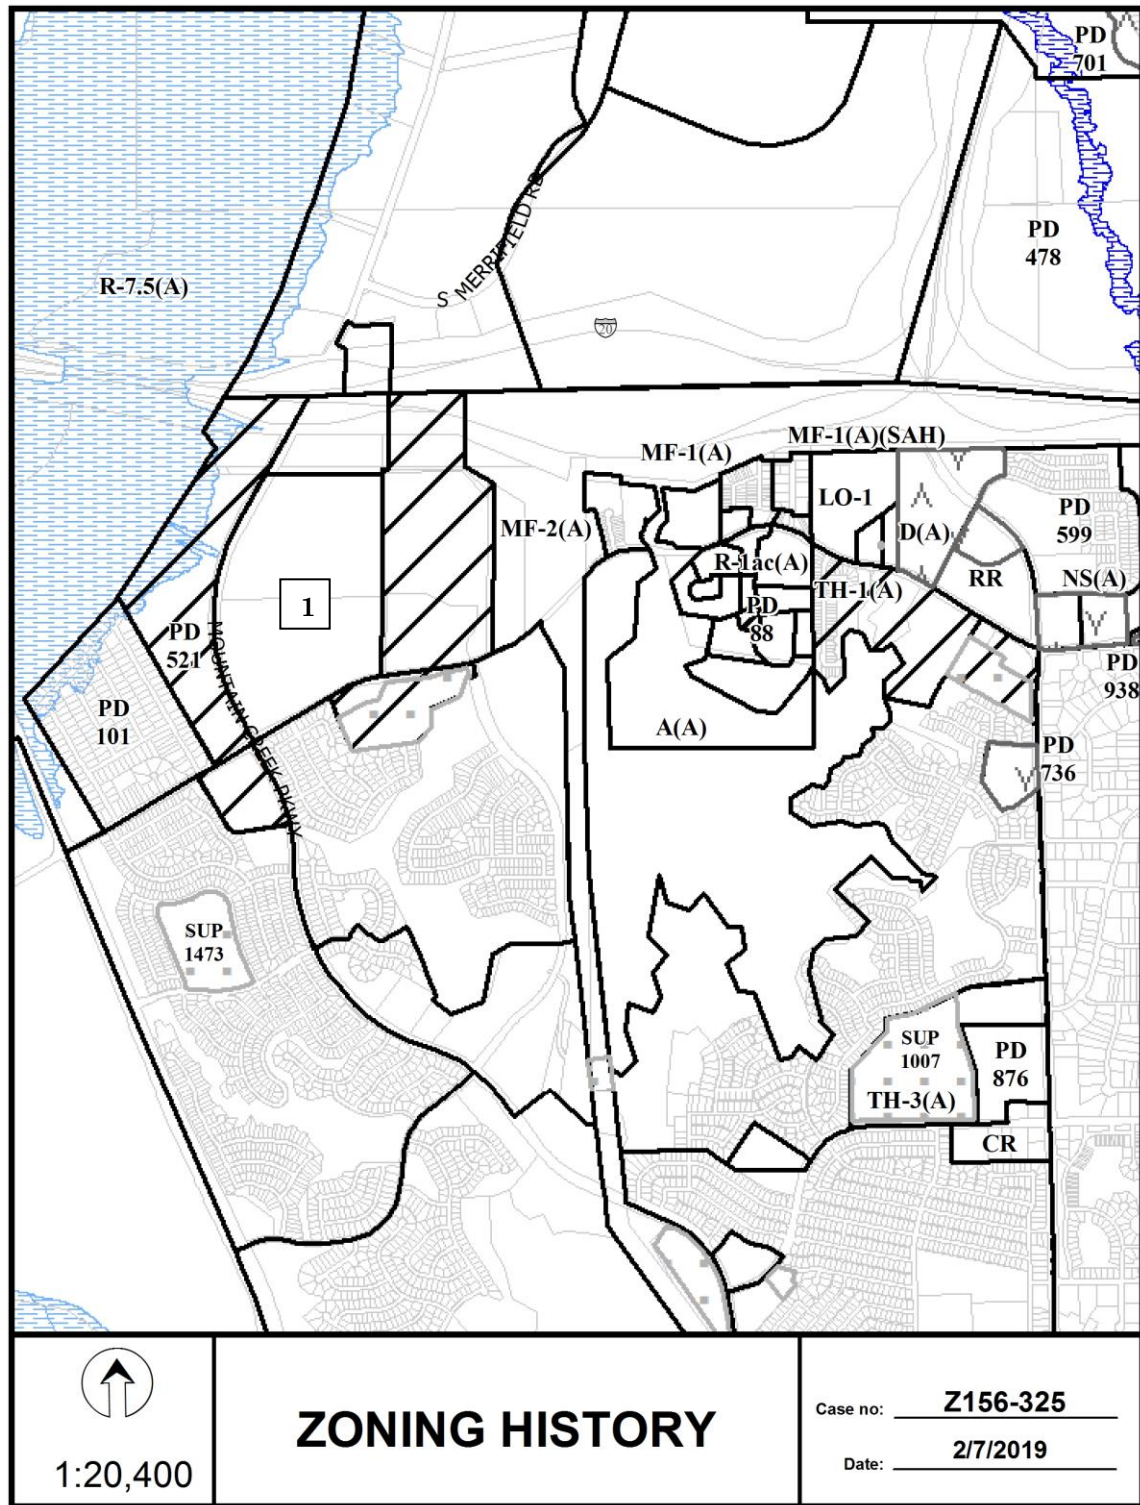 PD
701
PD
478
R-7.5(A)
S MERRIFIELD RD
20
MF-1(A)(SAH)
MF-1(A)
LO-1
PD
599
MF-2(A)
D(A)
R-1ac(A)
RR
NS(A)
TH-1(A)
1
PD
88
PD
521
MOUNTAIN CREEK PKWY
PD
938
PD
101
A(A)
PD
736
SUP
1473
SUP
1007
PD
876
TH-3(A)
CR
1:20,400
ZONING HISTORY
Case no: Z156-325
Date: 2/7/2019